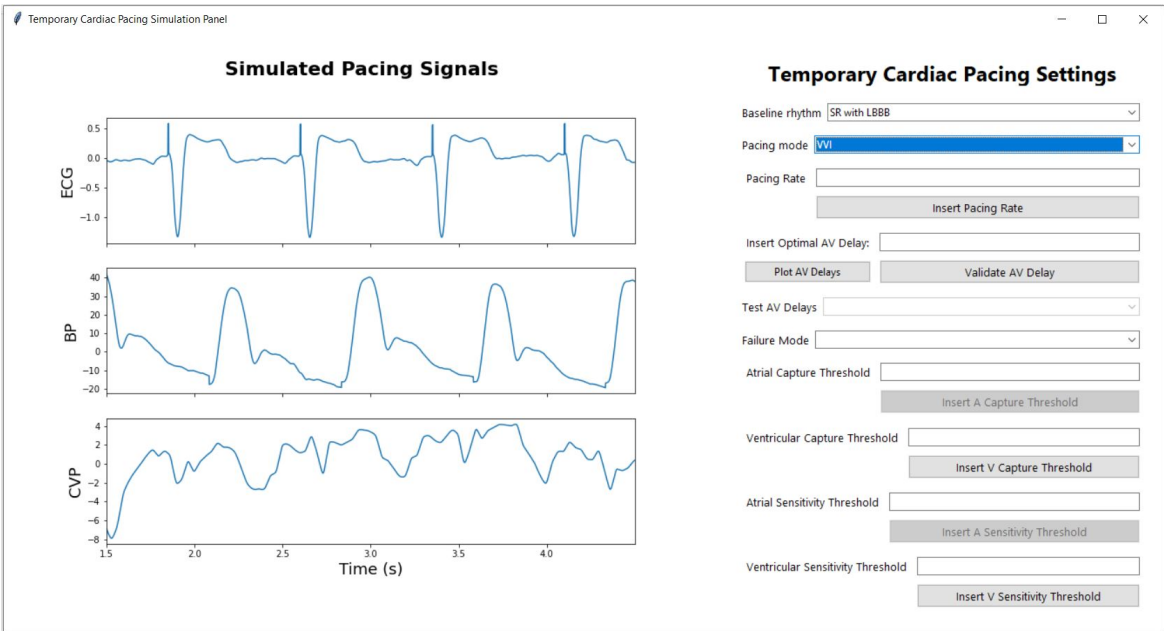 Temporary Cardiac Pacing Simulation Panel
Simulated Pacing Signals
ECG
0.5
0.0
−0.5
−1.0
BP
40
30
20
10
0
−10
−20
CVP
4
2
0
−2
−4
−6
−8
1.5 2.0 2.5 3.0 3.5 4.0
Time (s)
Temporary Cardiac Pacing Settings
Baseline rhythm SR with LBBB
Pacing mode VVI
Pacing Rate
Insert Pacing Rate
Insert Optimal AV Delay:
Plot AV Delays Validate AV Delay
Test AV Delays
Failure Mode
Atrial Capture Threshold
Insert A Capture Threshold
Ventricular Capture Threshold
Insert V Capture Threshold
Atrial Sensitivity Threshold
Insert A Sensitivity Threshold
Ventricular Sensitivity Threshold
Insert V Sensitivity Threshold